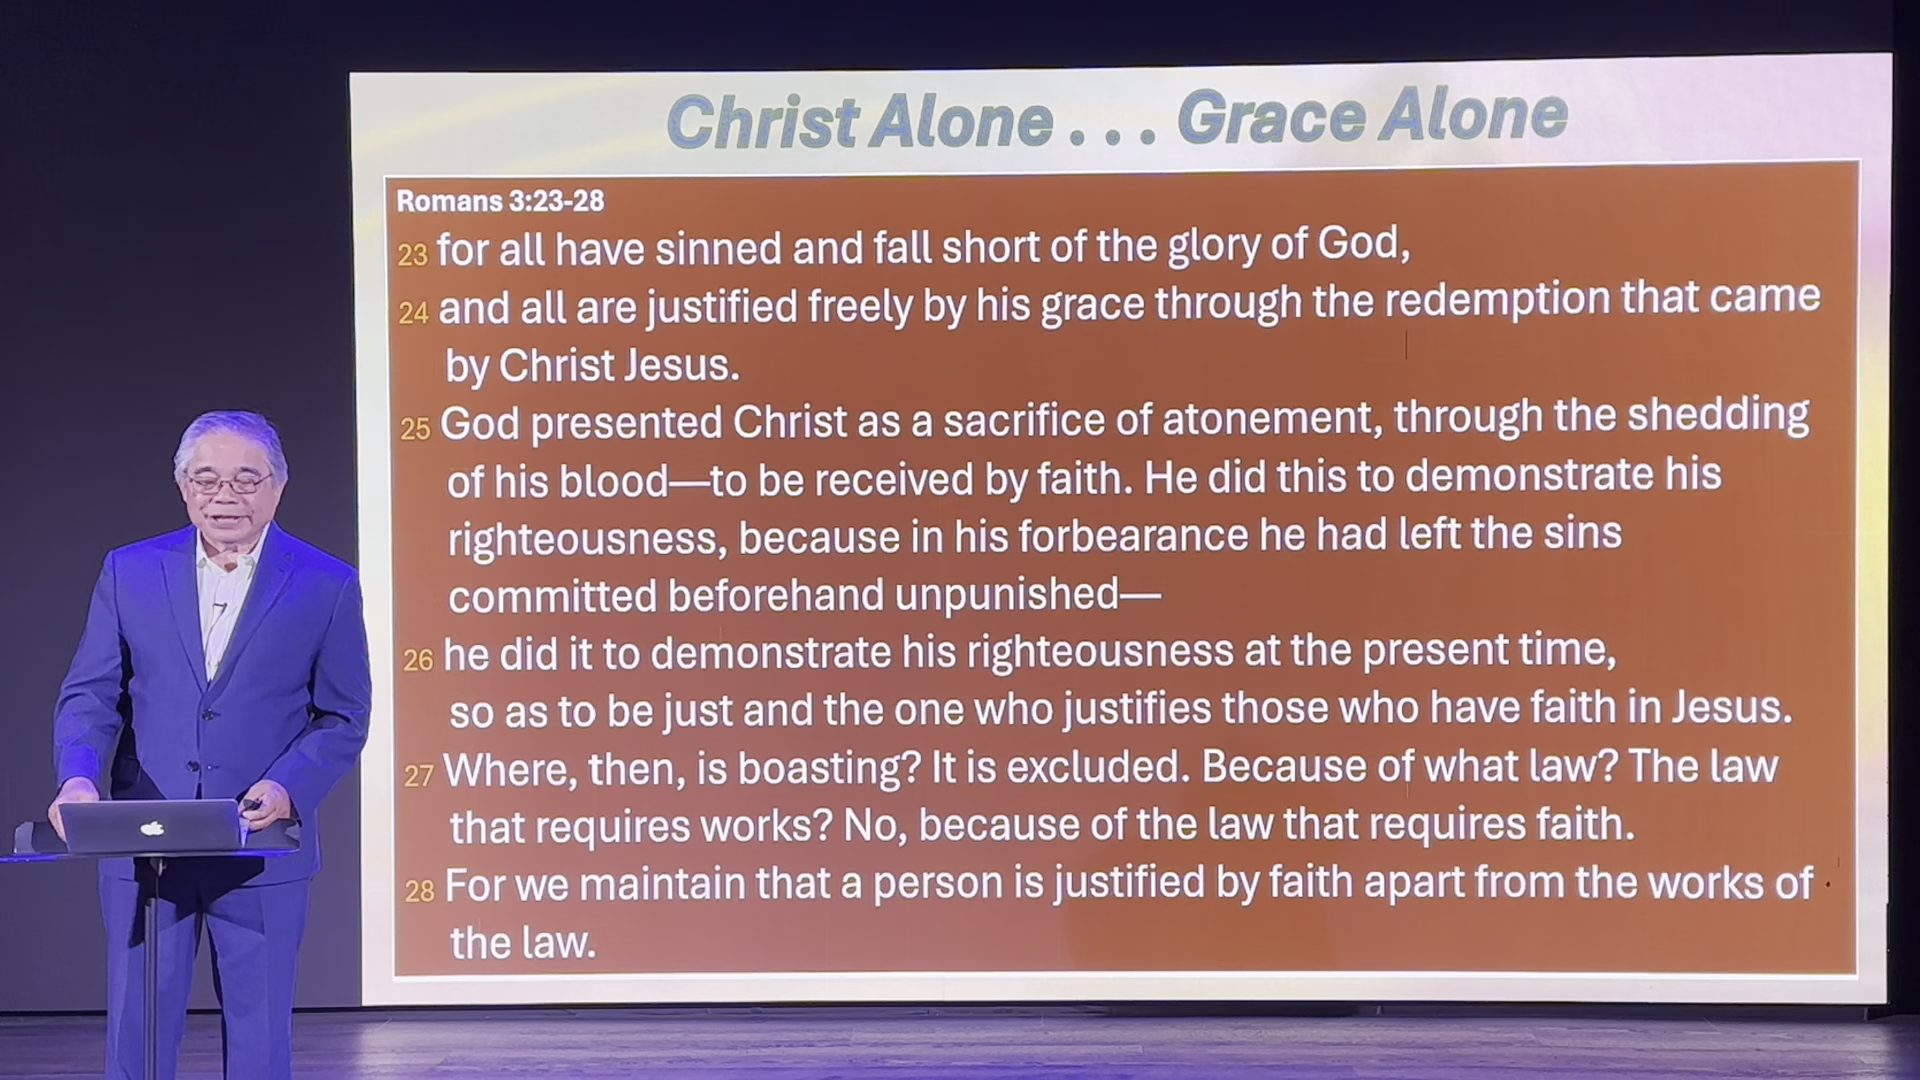 Christ Alone . . . Grace Alone
Romans 3:23-28
23 for all have sinned and fall short of the glory of God,
24 and all are justified freely by his grace through the redemption that came
by Christ Jesus.
25 God presented Christ as a sacrifice of atonement, through the shedding
of his blood—to be received by faith. He did this to demonstrate his
righteousness, because in his forbearance he had left the sins
committed beforehand unpunished—
26 he did it to demonstrate his righteousness at the present time,
so as to be just and the one who justifies those who have faith in Jesus.
27 Where, then, is boasting? It is excluded. Because of what law? The law
that requires works? No, because of the law that requires faith.
28 For we maintain that a person is justified by faith apart from the works of
the law.